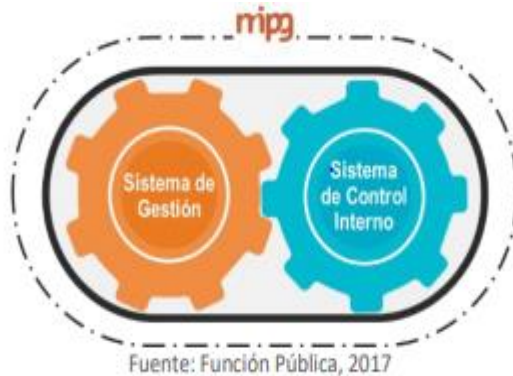 mipg
Sistema de
Gestión
Sistema
de Control
Interno
Fuente: Función Pública, 2017